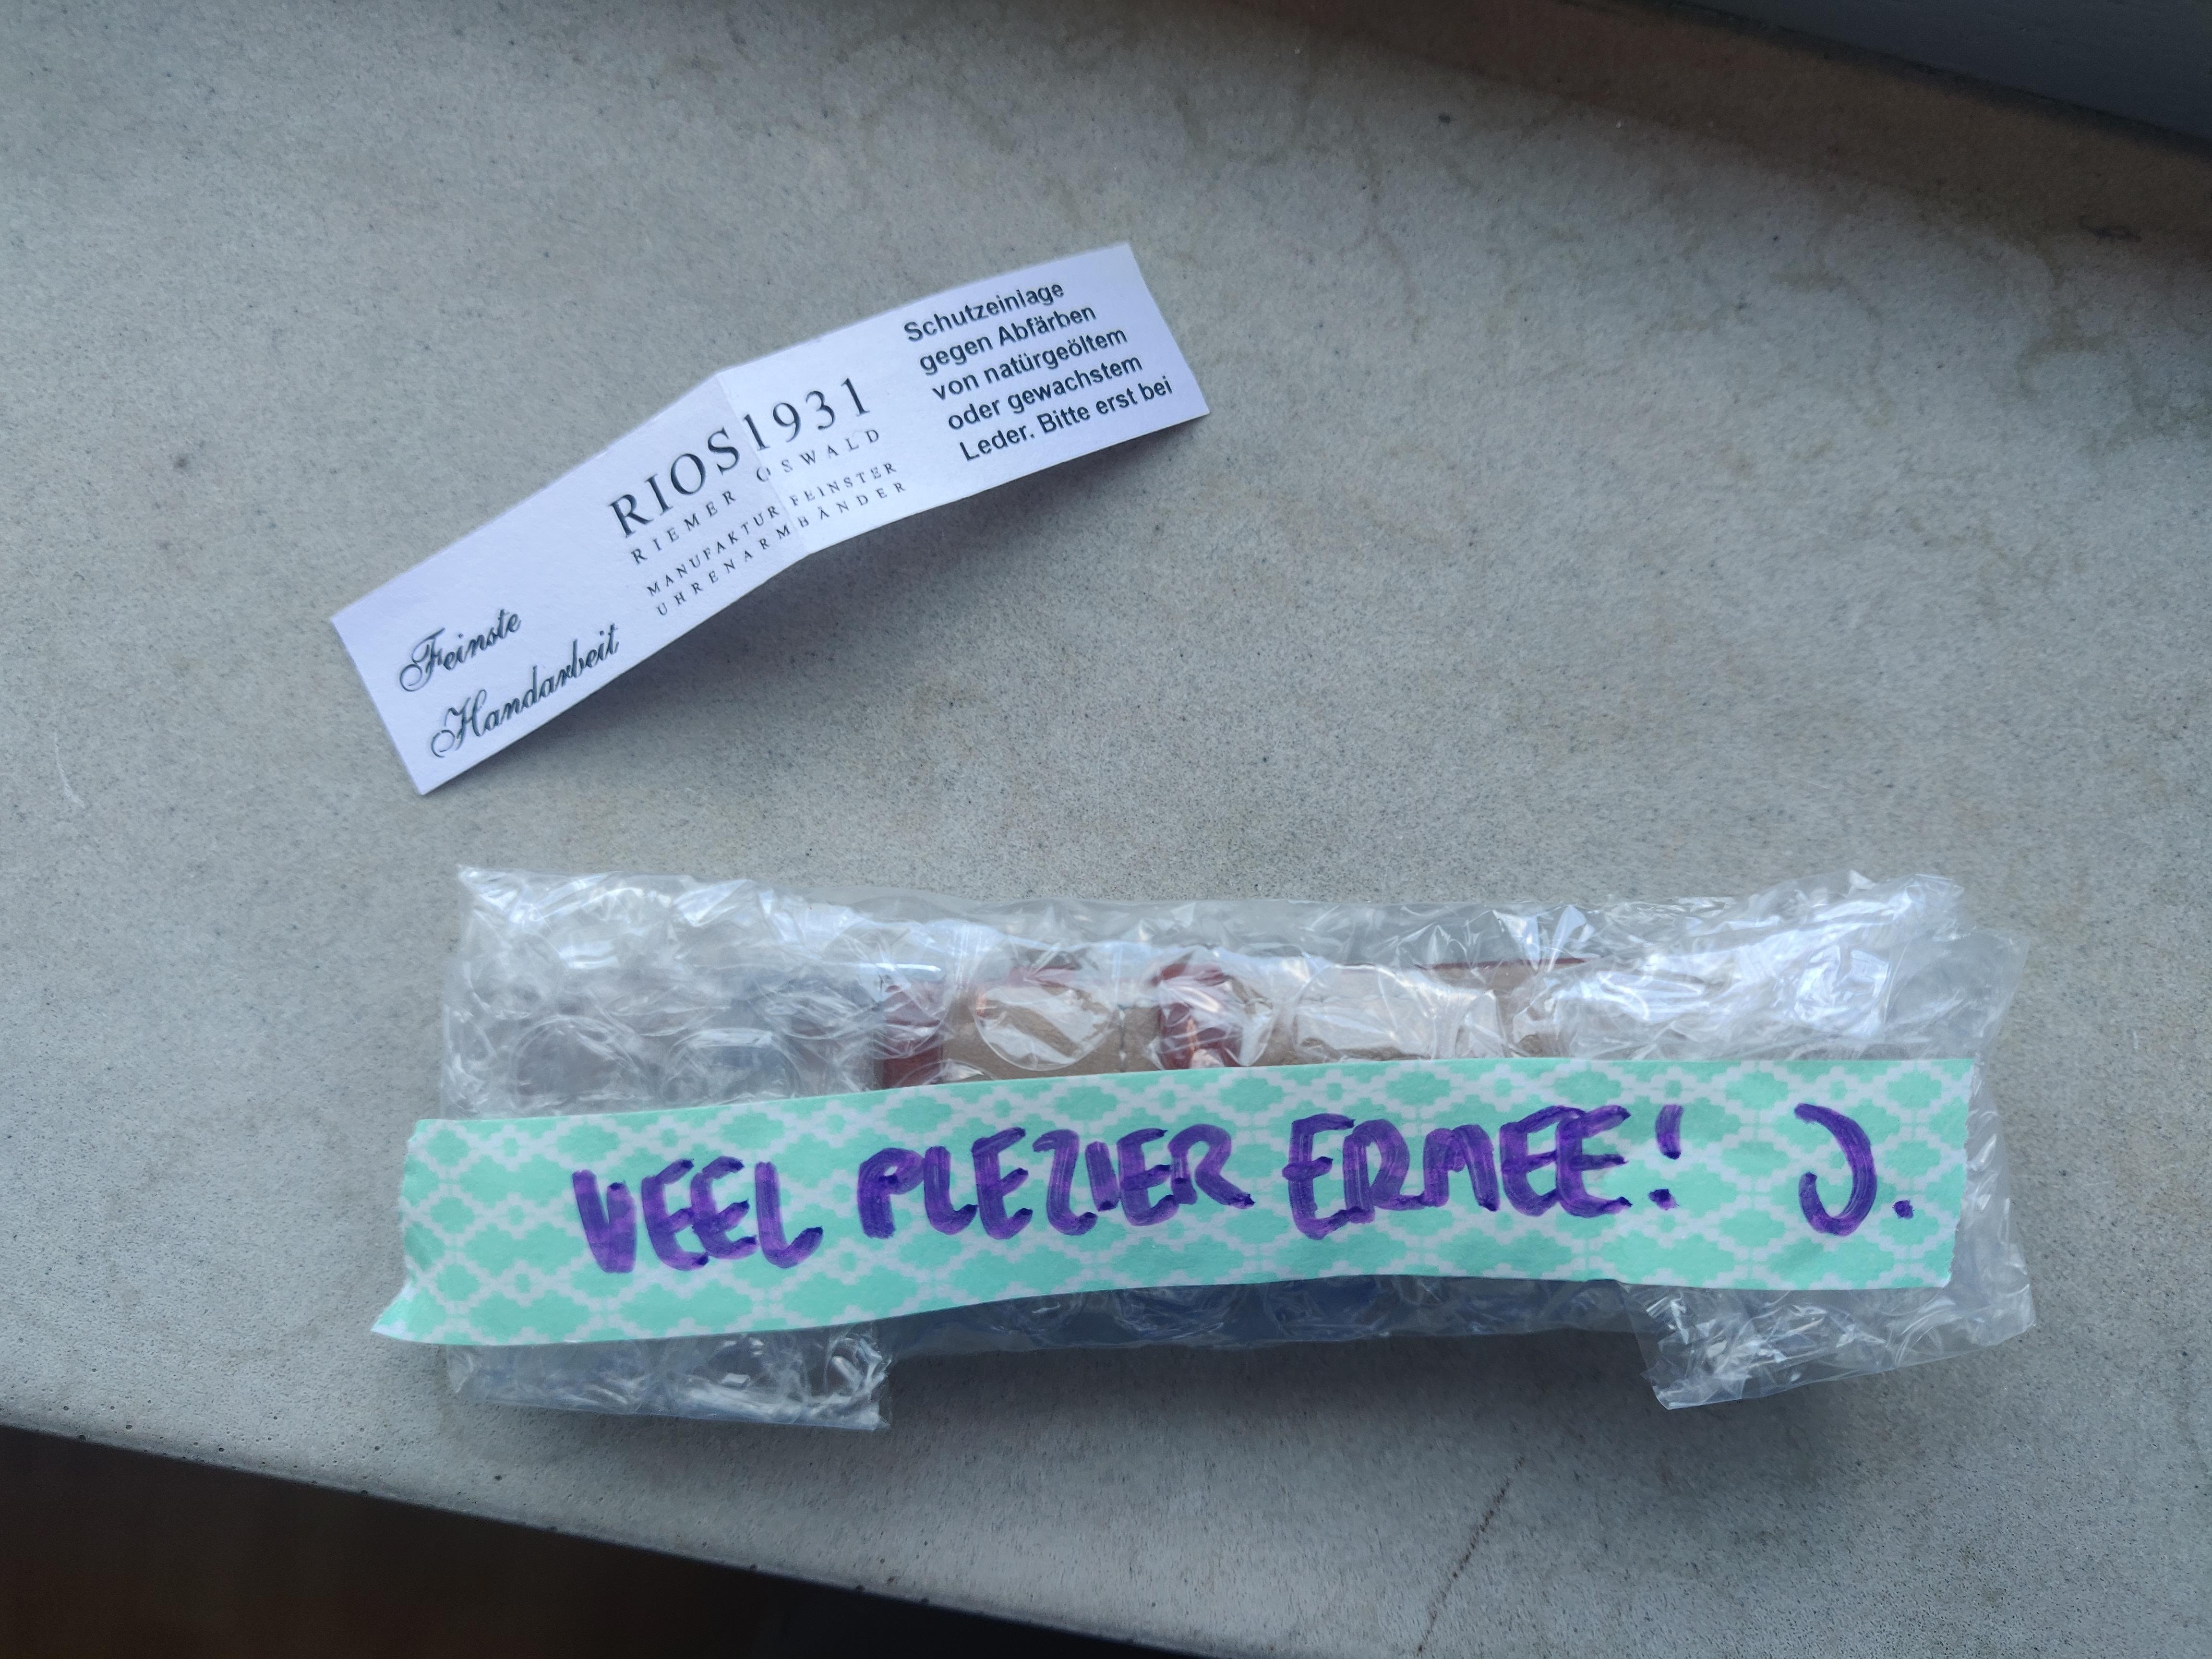 Feinste
Handarbeit
RIOS1931
RIEMER OSWALD
MANUFAKTUR FEINSTER
UHRENARMBÄNDER
Schutzeinlage
gegen Abfärben
von natürgeöltem
oder gewachstem
Leder. Bitte erst bei
VEEL PLEZIER ERMEE! J.